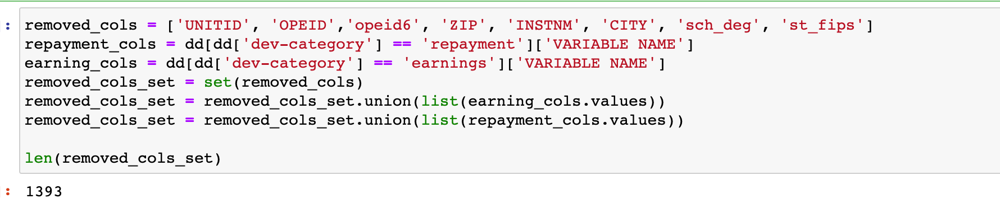 : removed_cols = ['UNITID', 'OPEID','opeid6', 'ZIP', 'INSTNM', 'CITY', 'sch_deg', 'st_fips']
repayment_cols = dd[dd['dev-category'] == 'repayment']['VARIABLE NAME']
earning_cols = dd[dd['dev-category'] == 'earnings']['VARIABLE NAME']
removed_cols_set = set(removed_cols)
removed_cols_set = removed_cols_set.union(list(earning_cols.values))
removed_cols_set = removed_cols_set.union(list(repayment_cols.values))
len(removed_cols_set)
: 1393